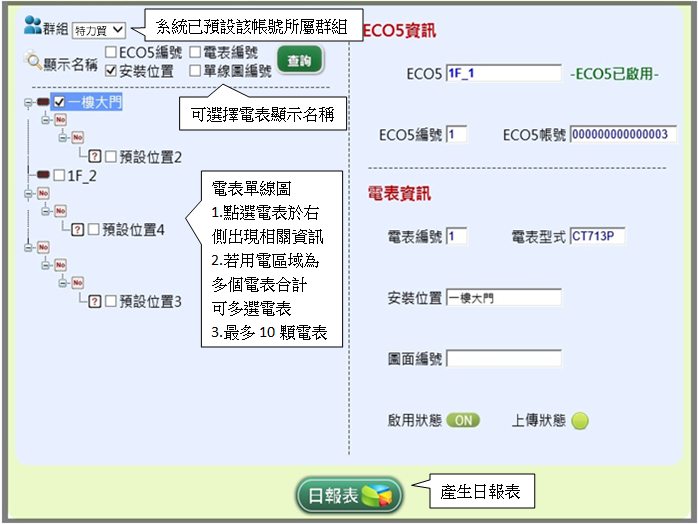 群組 特力貿
系統已預設該帳號所屬群組
顯示名稱
ECO5編號 電表編號
安裝位置 單線圖編號
查詢
可選擇電表顯示名稱
一樓大門
No
No
? 預設位置2
1F_2
No
No
? 預設位置4
No
No
No
? 預設位置3
電表單線圖
1.點選電表於右
側出現相關資訊
2.若用電區域為
多個電表合計
可多選電表
3.最多10顆電表
ECO5資訊
ECO5 1F_1 -ECO5已啟用-
ECO5編號 1 ECO5帳號 000000000000003
電表資訊
電表編號 1 電表型式 CT713P
安裝位置 一樓大門
圖面編號
啟用狀態 ON 上傳狀態
日報表
產生日報表